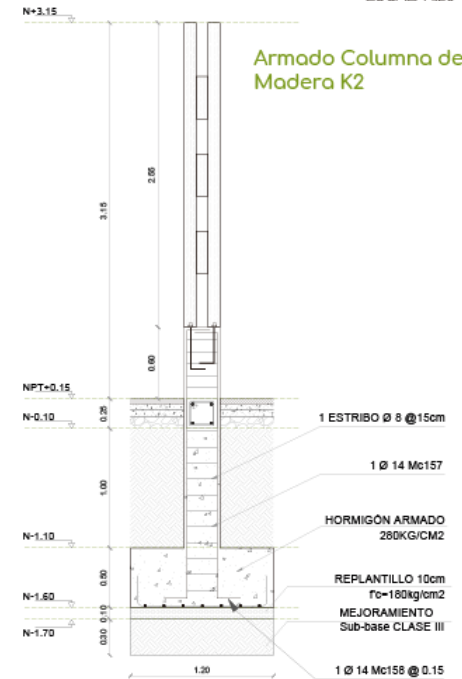 N+3.15
Armado Columna de
Madera K2
3.15
0.60
NPT+0.15
0.25
N-0.10
1 ESTRIBO Ø 8 @15cm
1.00
1 Ø 14 Mc157
HORMIGÓN ARMADO
280KG/CM2
N-1.10
0.50
REPLANTILLO 10cm
f'c=180kg/cm2
N-1.60
0.10
MEJORAMIENTO
Sub-base CLASE III
N-1.70
0.30
1.20
1 Ø 14 Mc158 @ 0.15